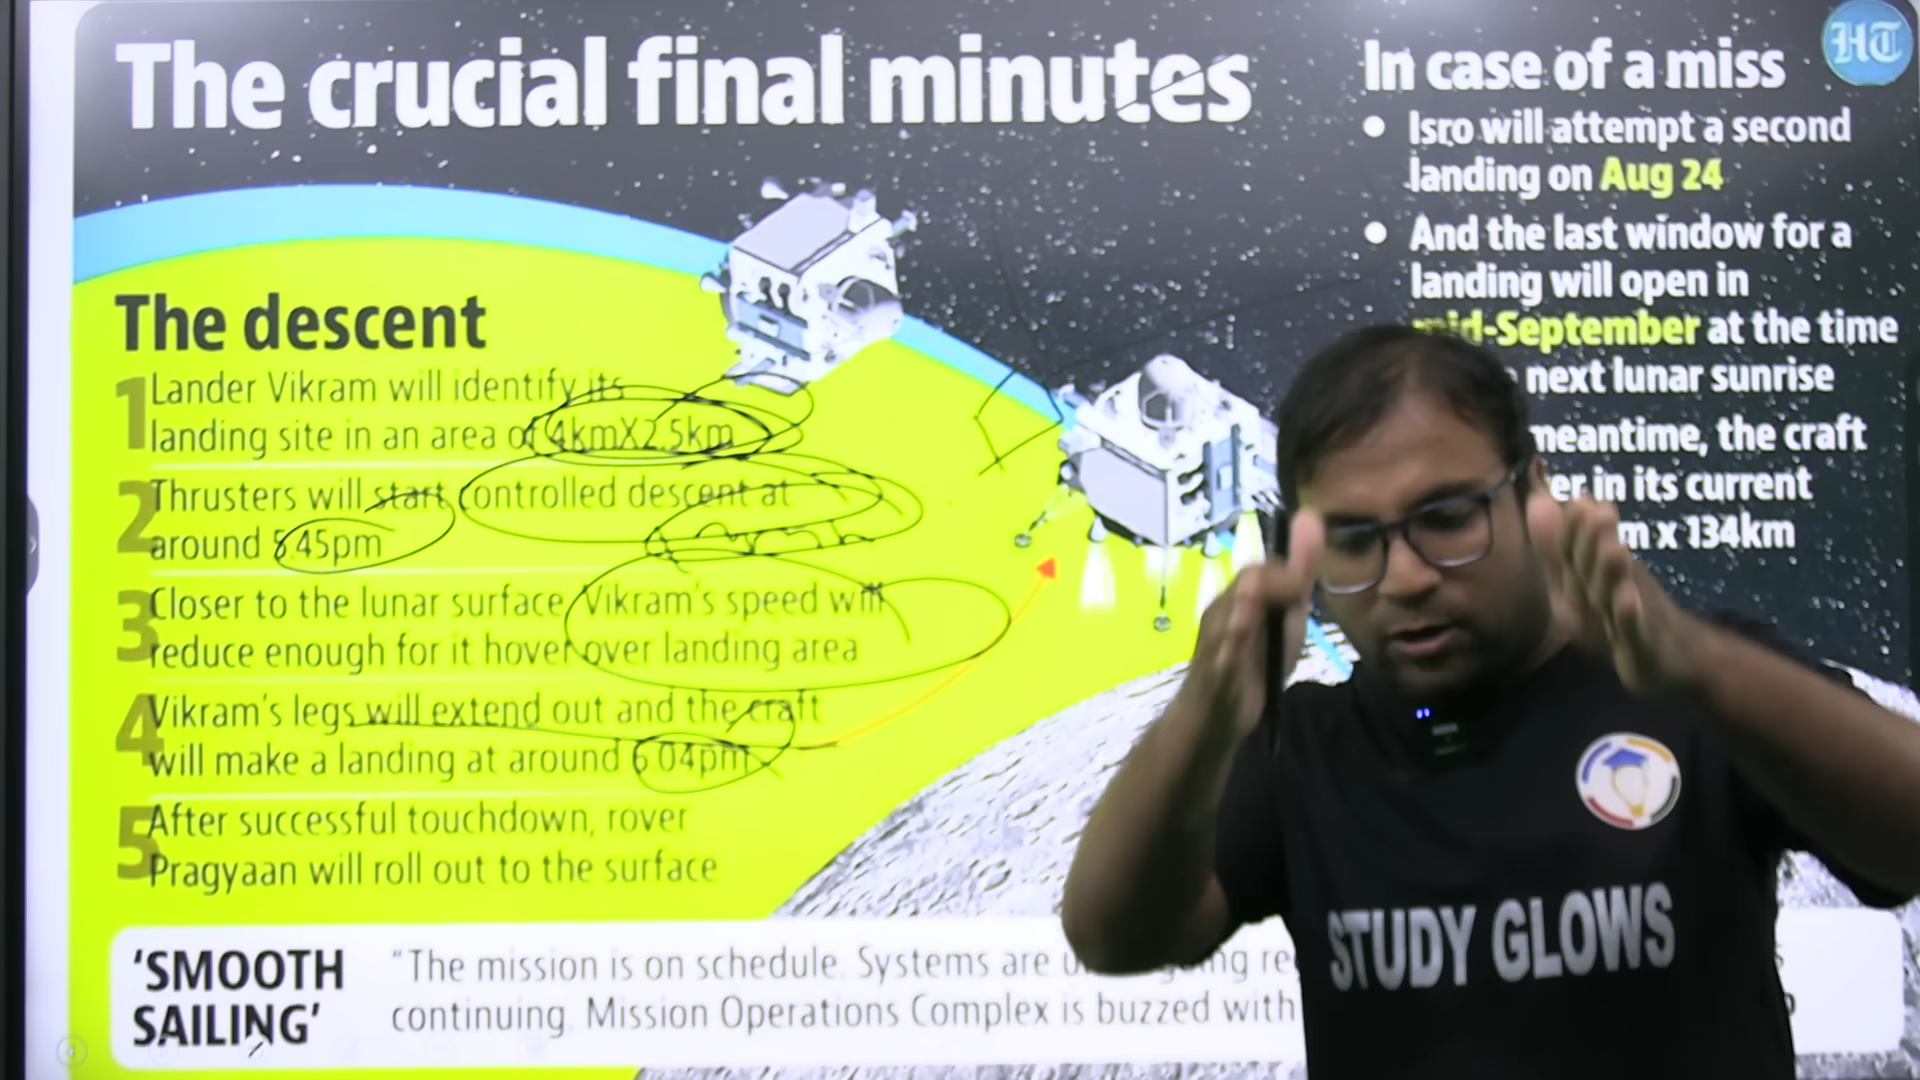 The crucial final minutes
The descent
1 Lander Vikram will identify its
landing site in an area of 4kmX2.5km
2 Thrusters will start controlled descent at
around 5.45pm
3 Closer to the lunar surface Vikram's speed will
reduce enough for it hover over landing area
4 Vikram's legs will extend out and the craft
will make a landing at around 6.04pm
5 After successful touchdown, rover
Pragyaan will roll out to the surface
HT
In case of a miss
• Isro will attempt a second
landing on Aug 24
• And the last window for a
landing will open in
mid-September at the time
next lunar sunrise
meantime, the craft
in its current
x 134km
'SMOOTH
SAILING'
"The mission is on schedule. Systems are
continuing. Mission Operations Complex is buzzed with
STUDY GLOWS